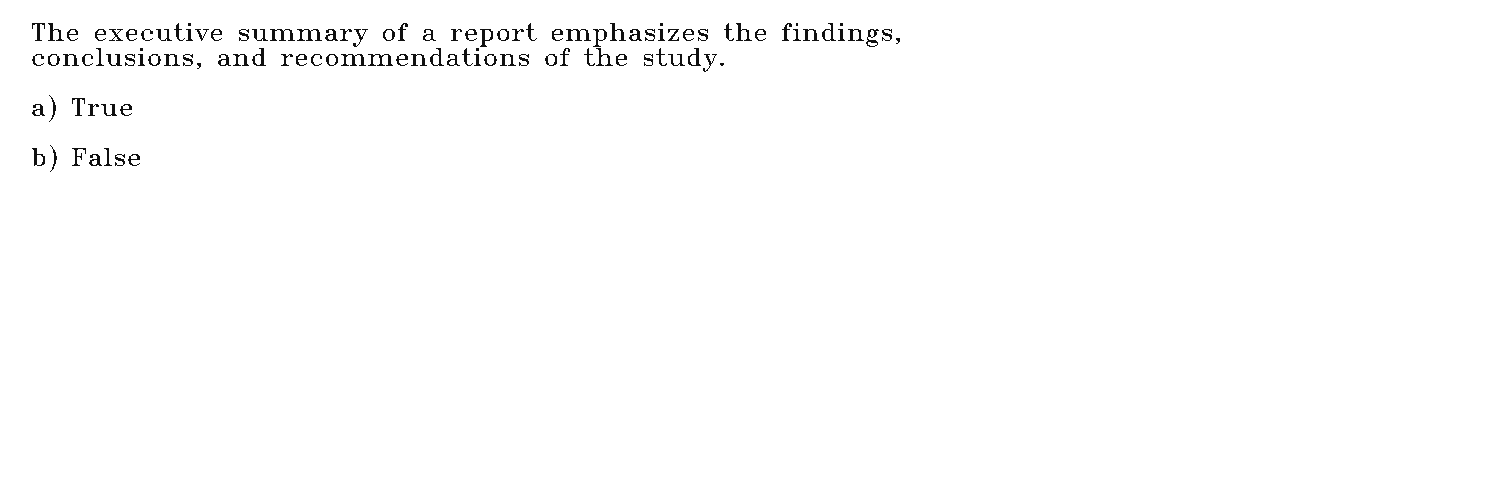 The executive summary of a report emphasizes the findings,
conclusions, and recommendations of the study.
a) True
b) False